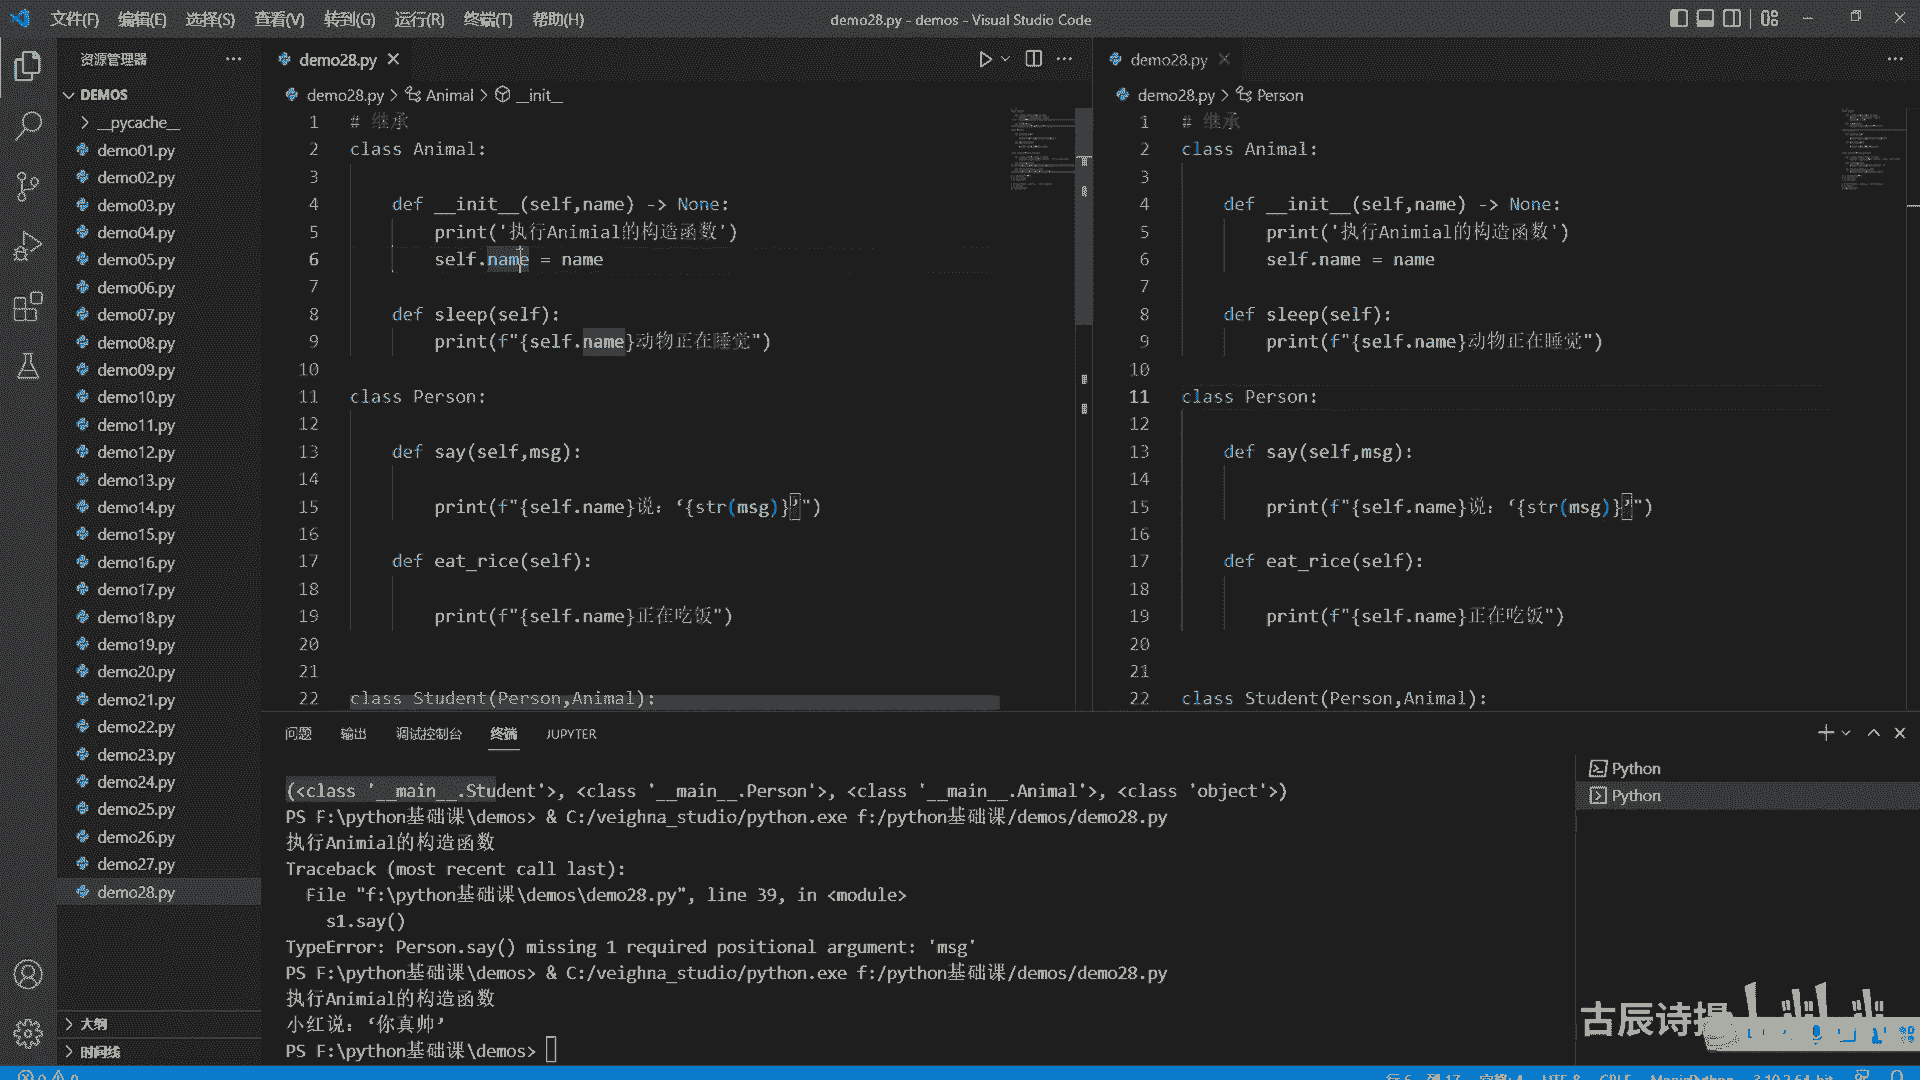 文件(F) 编辑(E) 选择(S) 查看(V) 转到(G) 运行(R) 终端(T) 帮助(H)
demo28.py - demos - Visual Studio Code
资源管理器
DEMOS
__pycache__
demo01.py
demo02.py
demo03.py
demo04.py
demo05.py
demo06.py
demo07.py
demo08.py
demo09.py
demo10.py
demo11.py
demo12.py
demo13.py
demo14.py
demo15.py
demo16.py
demo17.py
demo18.py
demo19.py
demo20.py
demo21.py
demo22.py
demo23.py
demo24.py
demo25.py
demo26.py
demo27.py
demo28.py
大纲
时间线
demo28.py
demo28.py > Animal > __init__
1 # 继承
2 class Animal:
3
4 def __init__(self,name) -> None:
5 print('执行Animial的构造函数')
6 self.name = name
7
8 def sleep(self):
9 print(f"{self.name}动物正在睡觉")
10
11 class Person:
12
13 def say(self,msg):
14
15 print(f"{self.name}说：‘{str(msg)}’")
16
17 def eat_rice(self):
18
19 print(f"{self.name}正在吃饭")
20
21
22 class Student(Person,Animal):
demo28.py
demo28.py > Person
1 # 继承
2 class Animal:
3
4 def __init__(self,name) -> None:
5 print('执行Animial的构造函数')
6 self.name = name
7
8 def sleep(self):
9 print(f"{self.name}动物正在睡觉")
10
11 class Person:
12
13 def say(self,msg):
14
15 print(f"{self.name}说：‘{str(msg)}’")
16
17 def eat_rice(self):
18
19 print(f"{self.name}正在吃饭")
20
21
22 class Student(Person,Animal):
问题 输出 调试控制台 终端 JUPYTER
(<class '__main__.Student'>, <class '__main__.Person'>, <class '__main__.Animal'>, <class 'object'>)
PS F:\python基础课\demos> & C:/veighna_studio/python.exe f:/python基础课/demos/demo28.py
执行Animial的构造函数
Traceback (most recent call last):
File "f:\python基础课\demos\demo28.py", line 39, in <module>
s1.say()
TypeError: Person.say() missing 1 required positional argument: 'msg'
PS F:\python基础课\demos> & C:/veighna_studio/python.exe f:/python基础课/demos/demo28.py
执行Animial的构造函数
小红说：‘你真帅’
PS F:\python基础课\demos>
Python
Python
古辰诗